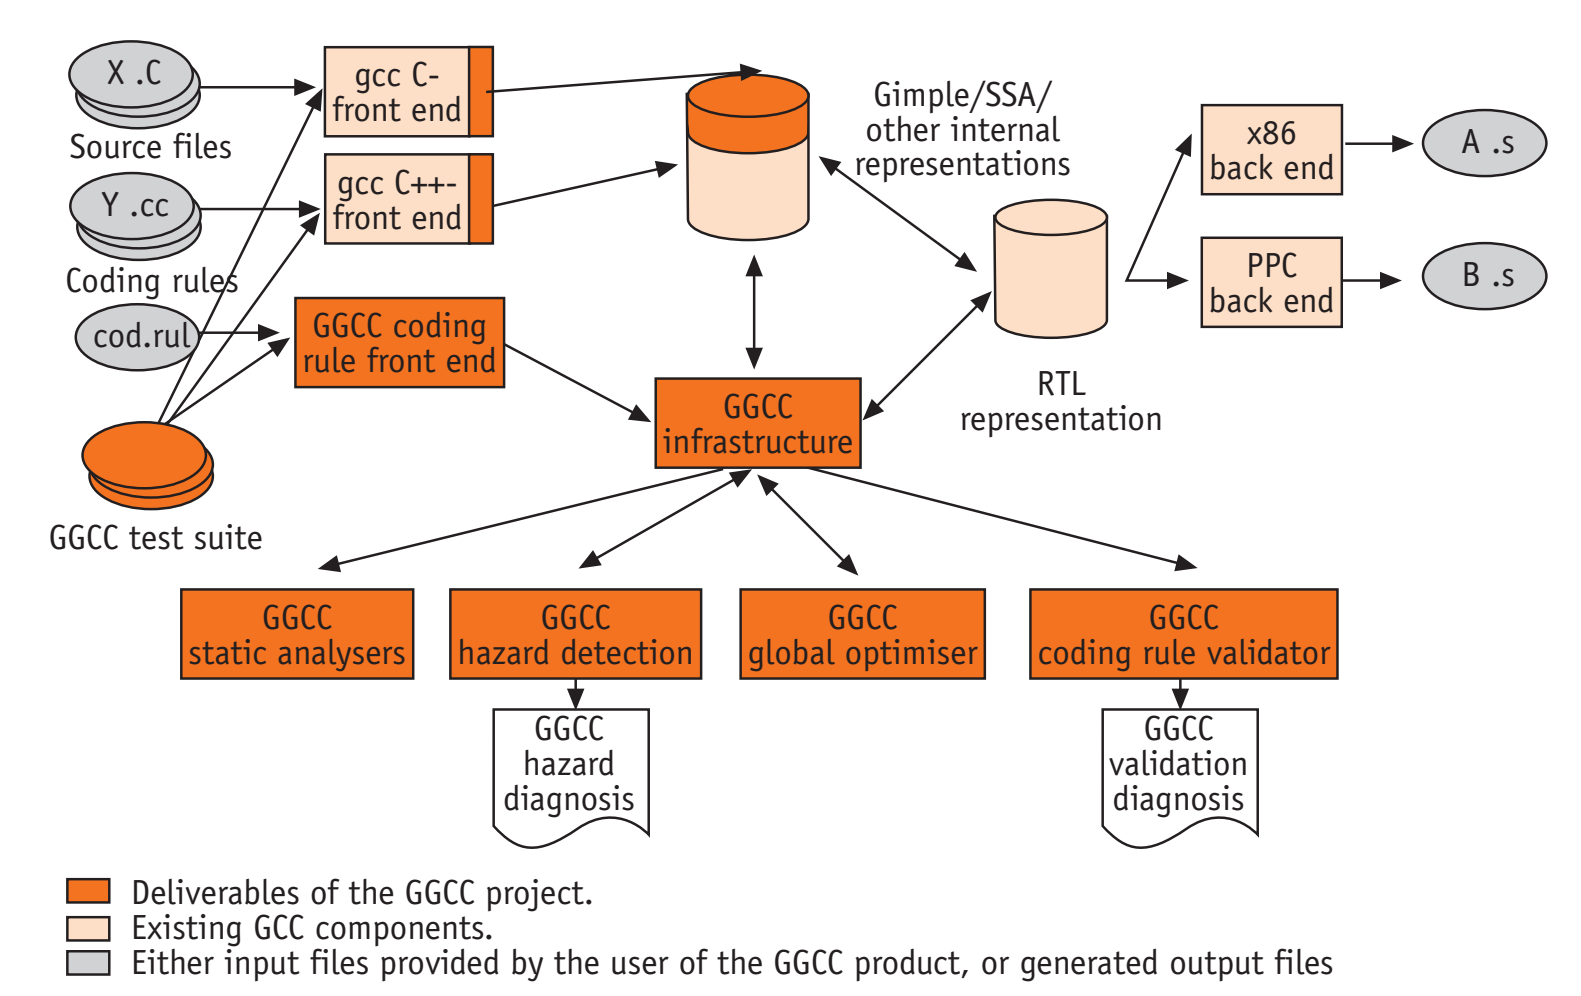 X .C
Source files
Y .cc
Coding rules
cod.rul
GGCC test suite
gcc C-
front end
gcc C++-
front end
GGCC coding
rule front end
Gimple/SSA/
other internal
representations
RTL
representation
x86
back end
A .s
PPC
back end
B .s
GGCC
infrastructure
GGCC
static analysers
GGCC
hazard detection
GGCC
global optimiser
GGCC
coding rule validator
GGCC
hazard
diagnosis
GGCC
validation
diagnosis
Deliverables of the GGCC project.
Existing GCC components.
Either input files provided by the user of the GGCC product, or generated output files